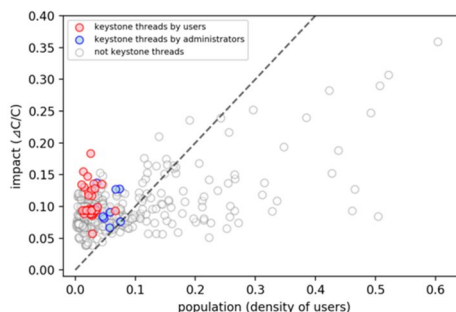 0.40
keystone threads by users
keystone threads by administrators
not keystone threads
0.35
0.30
0.25
0.20
0.15
0.10
0.05
0.00
impact (ΔC/C)
0.0 0.1 0.2 0.3 0.4 0.5 0.6
population (density of users)